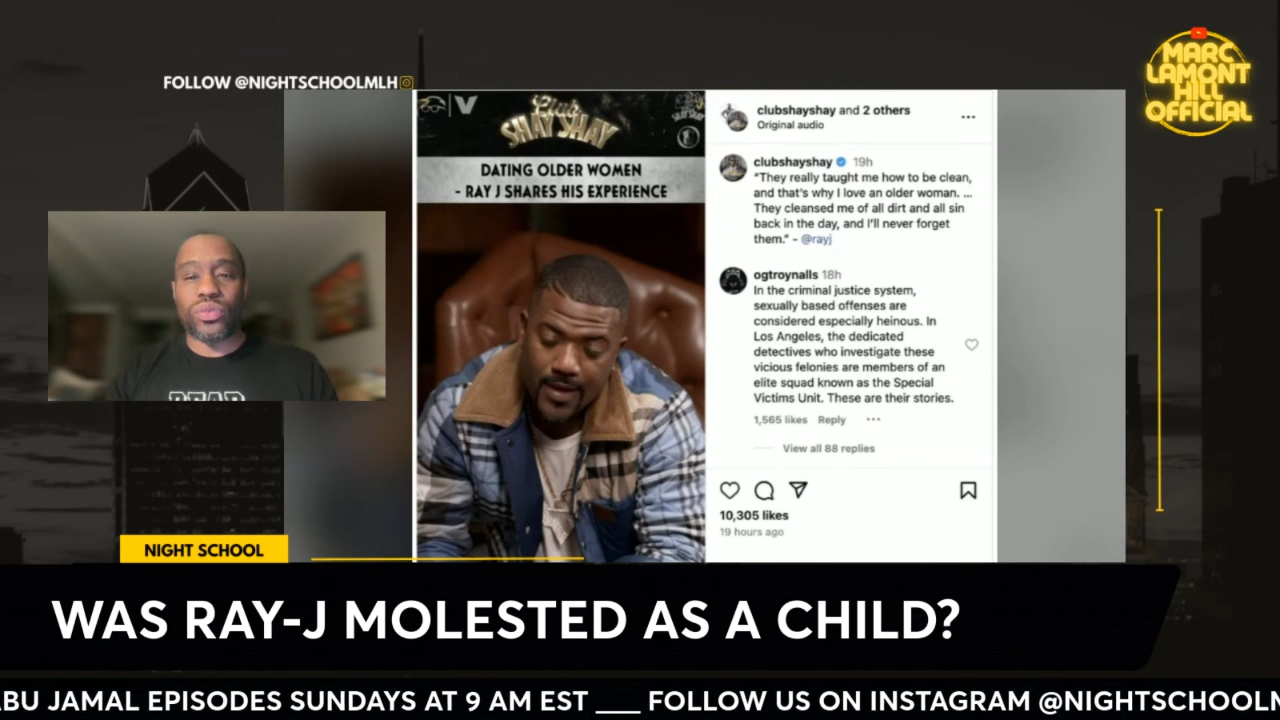 FOLLOW @NIGHTSCHOOLMLH
MARC
LAMONT
HILL
OFFICIAL
Club
SHAY SHAY
DATING OLDER WOMEN
- RAY J SHARES HIS EXPERIENCE
clubshayshay and 2 others
Original audio
clubshayshay 19h
“They really taught me how to be clean,
and that’s why I love an older woman. ...
They cleansed me of all dirt and all sin
back in the day, and I’ll never forget
them.” - @rayj
ogtroynalls 18h
In the criminal justice system,
sexually based offenses are
considered especially heinous. In
Los Angeles, the dedicated
detectives who investigate these
vicious felonies are members of an
elite squad known as the Special
Victims Unit. These are their stories.
1,565 likes Reply
View all 88 replies
10,305 likes
19 hours ago
NIGHT SCHOOL
WAS RAY-J MOLESTED AS A CHILD?
ABU JAMAL EPISODES SUNDAYS AT 9 AM EST ___ FOLLOW US ON INSTAGRAM @NIGHTSCHOOL